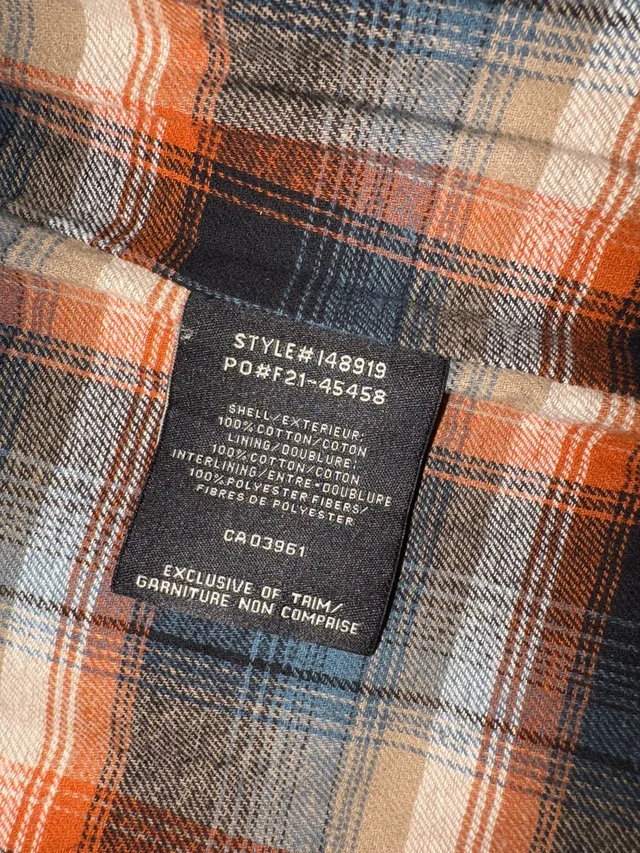 STYLE#148919
PO#F21-45458
SHELL/EXTERIEUR:
100% COTTON/COTON
LINING/DOUBLURE:
100% COTTON/COTON
INTERLINING/ENTRE-DOUBLURE
100% POLYESTER FIBERS/
FIBRES DE POLYESTER
CA03961
EXCLUSIVE OF TRIM/
GARNITURE NON COMPRISE